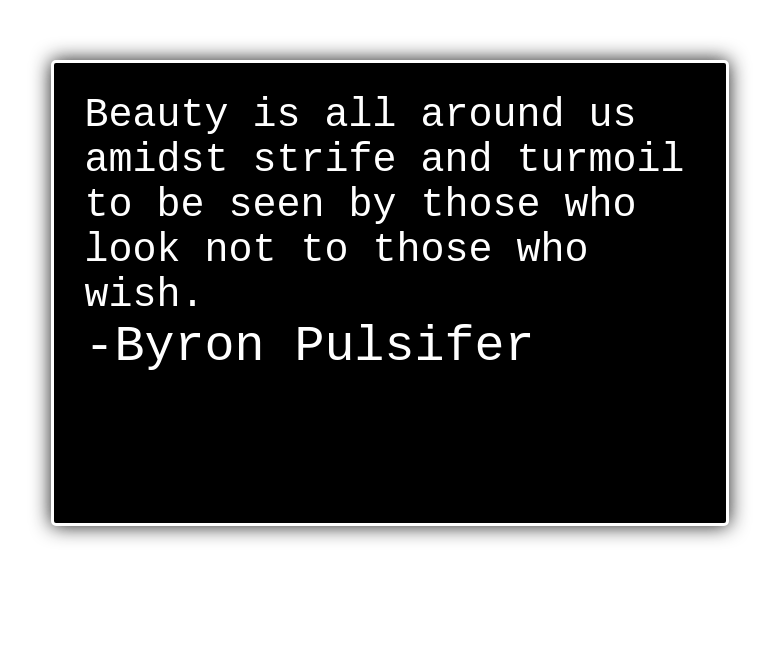 Beauty is all around us
amidst strife and turmoil
to be seen by those who
look not to those who
wish.
-Byron Pulsifer